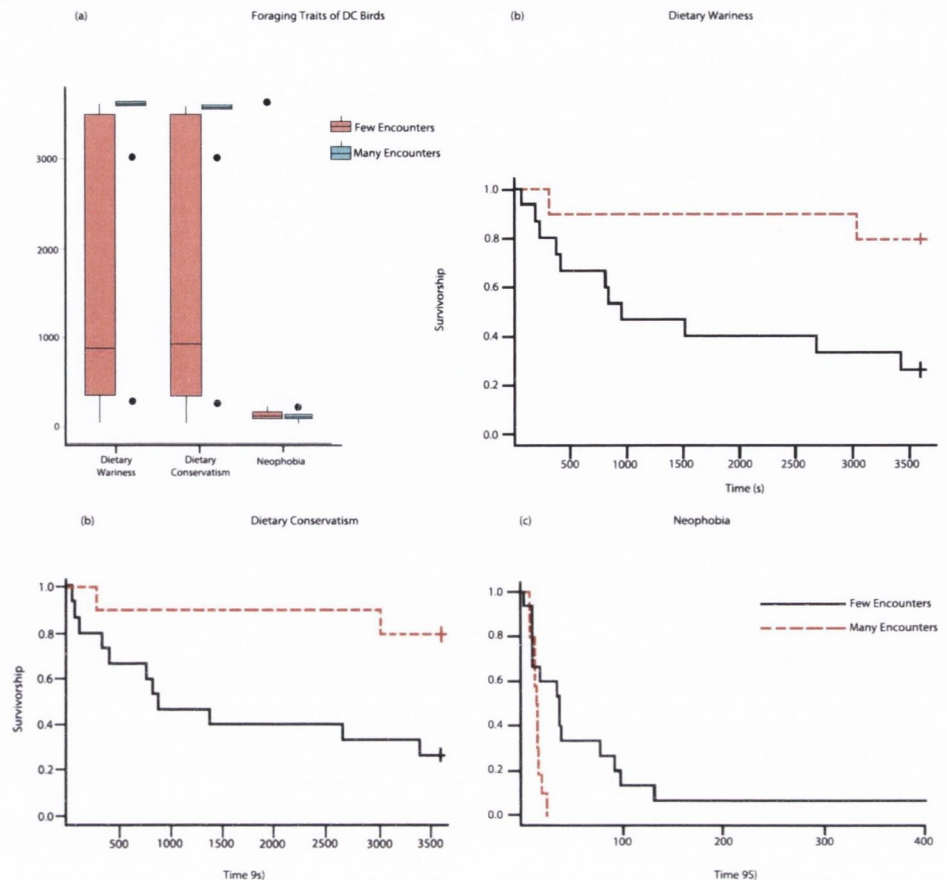 (a) Foraging Traits of DC Birds
3000
2000
1000
0
Dietary Wariness
Dietary Conservatism
Neophobia
Few Encounters
Many Encounters
(b) Dietary Wariness
Survivorship
1.0
0.8
0.6
0.4
0.2
0.0
500 1000 1500 2000 2500 3000 3500
Time (s)
(b) Dietary Conservatism
Survivorship
1.0
0.8
0.6
0.4
0.2
0.0
500 1000 1500 2000 2500 3000 3500
Time 9s)
(c) Neophobia
1.0
0.8
0.6
0.4
0.2
0.0
100 200 300 400
Time 9S)
Few Encounters
Many Encounters